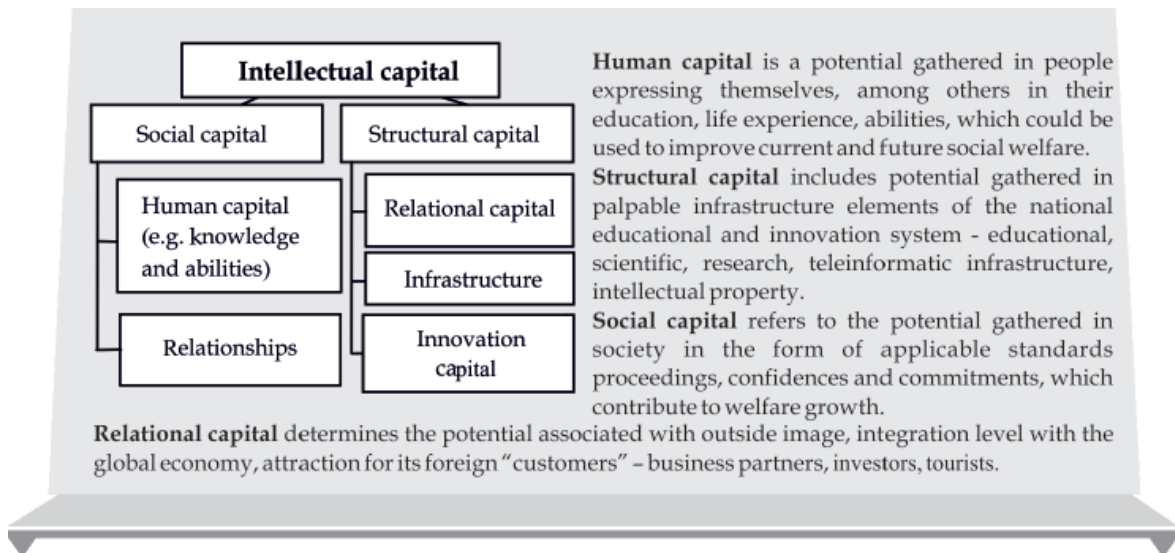 Intellectual capital
Social capital
Human capital
(e.g. knowledge
and abilities)
Relationships
Structural capital
Relational capital
Infrastructure
Innovation
capital
Human capital is a potential gathered in people
expressing themselves, among others in their
education, life experience, abilities, which could be
used to improve current and future social welfare.
Structural capital includes potential gathered in
palpable infrastructure elements of the national
educational and innovation system - educational,
scientific, research, teleinformatic infrastructure,
intellectual property.
Social capital refers to the potential gathered in
society in the form of applicable standards
proceedings, confidences and commitments, which
contribute to welfare growth.
Relational capital determines the potential associated with outside image, integration level with the
global economy, attraction for its foreign “customers” – business partners, investors, tourists.